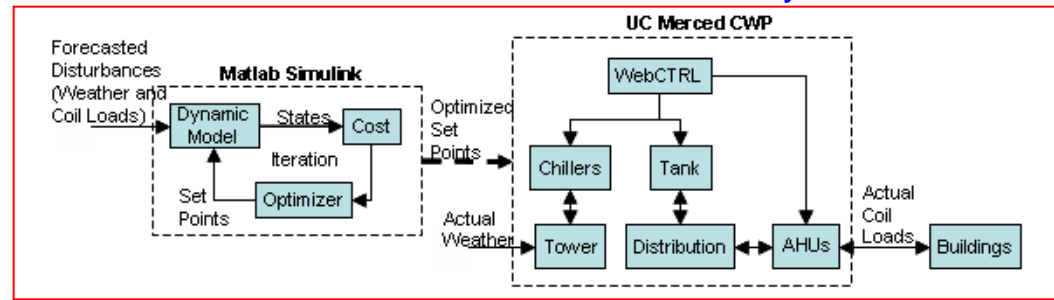 UC Merced CWP
Forecasted
Disturbances
(Weather and
Coil Loads)
Matlab Simulink
Dynamic
Model
States
Cost
Iteration
Set
Points
Optimizer
Optimized
Set
Points
WebCTRL
Chillers
Tank
Actual
Weather
Tower
Distribution
AHUs
Actual
Coil
Loads
Buildings